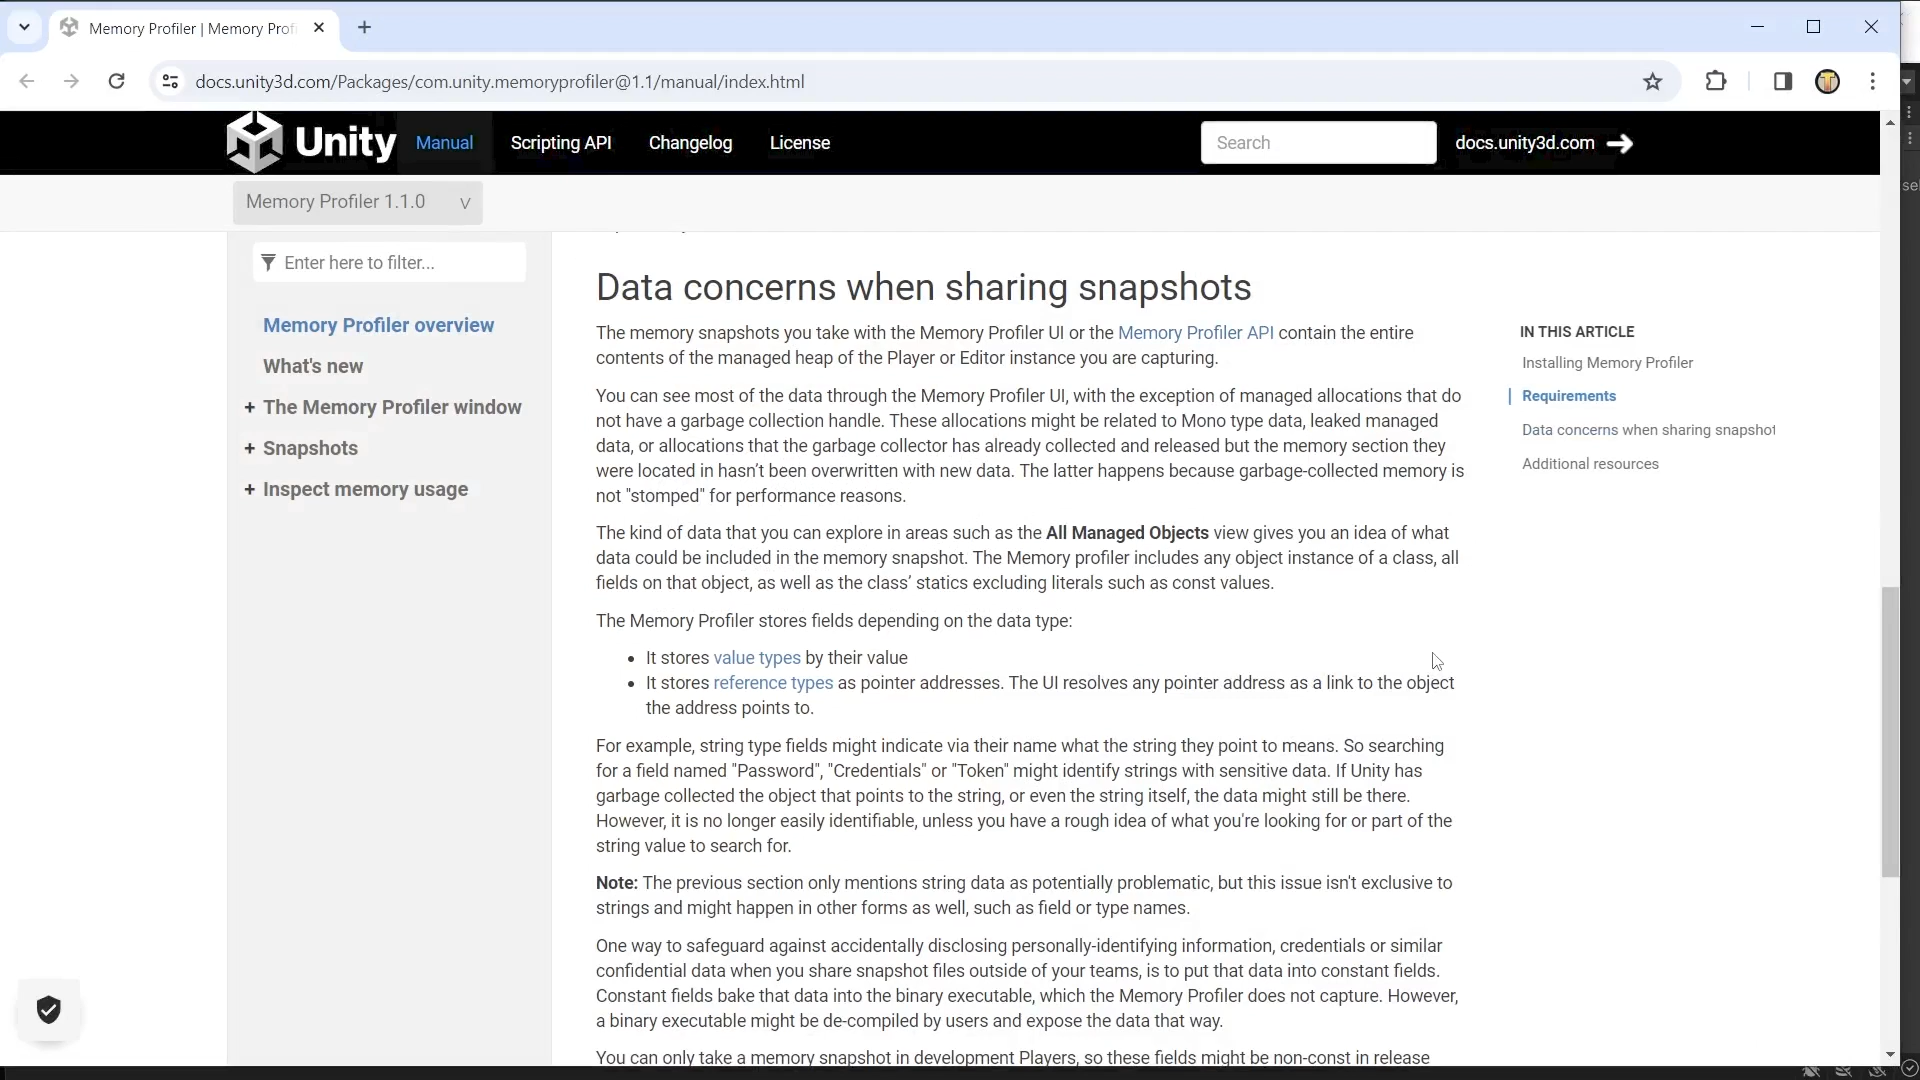 Memory Profiler | Memory Prof
docs.unity3d.com/Packages/com.unity.memoryprofiler@1.1/manual/index.html
Unity Manual Scripting API Changelog License Search docs.unity3d.com
Memory Profiler 1.1.0
Enter here to filter...
Memory Profiler overview
What's new
+ The Memory Profiler window
+ Snapshots
+ Inspect memory usage
Data concerns when sharing snapshots
The memory snapshots you take with the Memory Profiler UI or the Memory Profiler API contain the entire
contents of the managed heap of the Player or Editor instance you are capturing.
You can see most of the data through the Memory Profiler UI, with the exception of managed allocations that do
not have a garbage collection handle. These allocations might be related to Mono type data, leaked managed
data, or allocations that the garbage collector has already collected and released but the memory section they
were located in hasn’t been overwritten with new data. The latter happens because garbage-collected memory is
not "stomped" for performance reasons.
The kind of data that you can explore in areas such as the All Managed Objects view gives you an idea of what
data could be included in the memory snapshot. The Memory profiler includes any object instance of a class, all
fields on that object, as well as the class’ statics excluding literals such as const values.
The Memory Profiler stores fields depending on the data type:
• It stores value types by their value
• It stores reference types as pointer addresses. The UI resolves any pointer address as a link to the object
the address points to.
For example, string type fields might indicate via their name what the string they point to means. So searching
for a field named "Password", "Credentials" or "Token" might identify strings with sensitive data. If Unity has
garbage collected the object that points to the string, or even the string itself, the data might still be there.
However, it is no longer easily identifiable, unless you have a rough idea of what you're looking for or part of the
string value to search for.
Note: The previous section only mentions string data as potentially problematic, but this issue isn't exclusive to
strings and might happen in other forms as well, such as field or type names.
One way to safeguard against accidentally disclosing personally-identifying information, credentials or similar
confidential data when you share snapshot files outside of your teams, is to put that data into constant fields.
Constant fields bake that data into the binary executable, which the Memory Profiler does not capture. However,
a binary executable might be de-compiled by users and expose the data that way.
You can only take a memory snapshot in development Players, so these fields might be non-const in release
IN THIS ARTICLE
Installing Memory Profiler
Requirements
Data concerns when sharing snapshot
Additional resources
sel